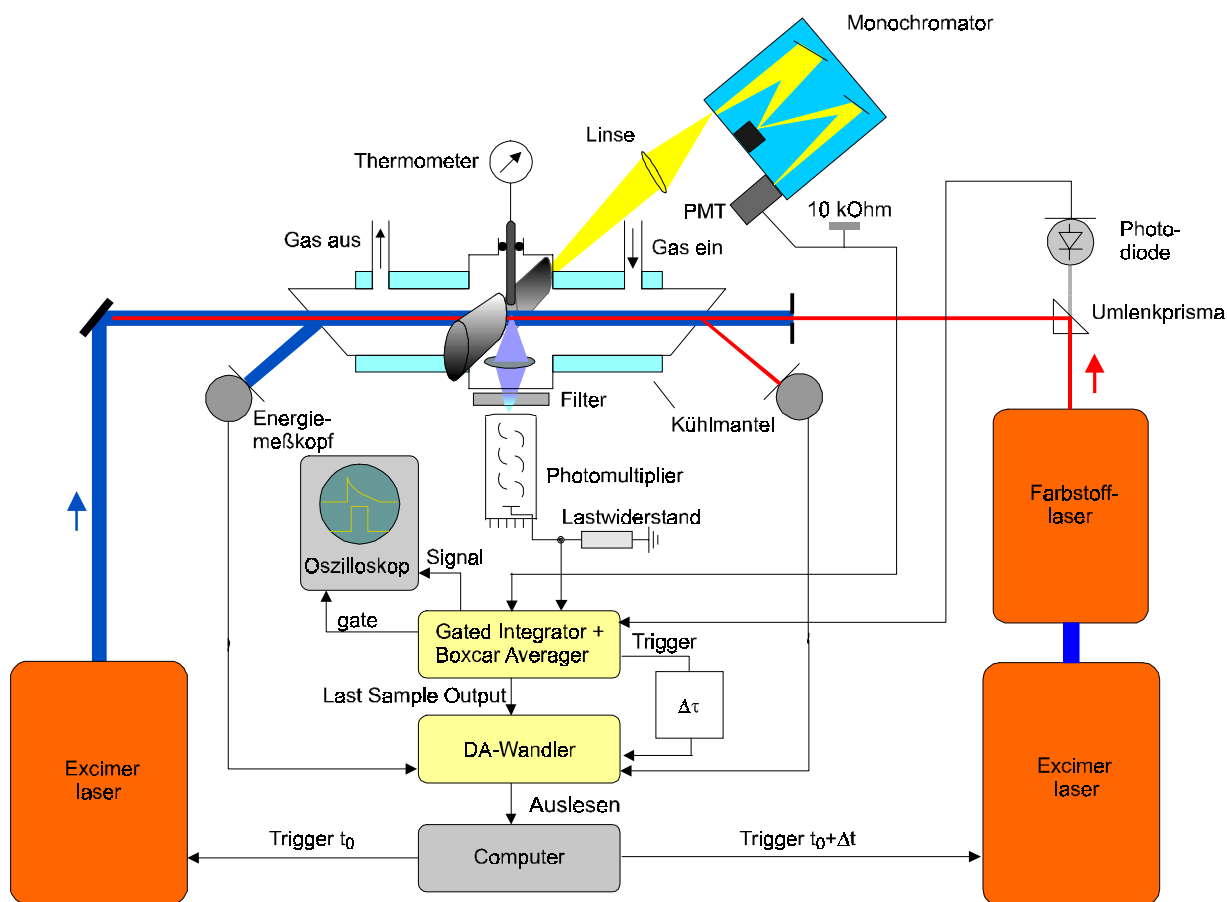 Monochromator
Linse
Thermometer
PMT
10 kOhm
Gas aus
Gas ein
Photo-
diode
Umlenkprisma
Filter
Kühlmantel
Energie-
meßkopf
Photomultiplier
Farbstoff-
laser
Lastwiderstand
Oszilloskop
Signal
gate
Gated Integrator +
Boxcar Averager
Trigger
Last Sample Output
Δτ
DA-Wandler
Excimer
laser
Excimer
laser
Auslesen
Trigger t0
Computer
Trigger t0+Δt